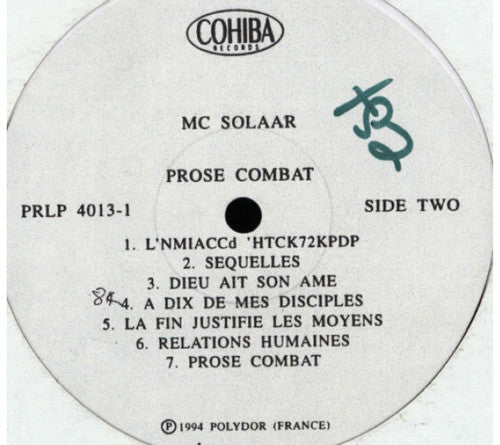 COHIBA
RECORDS
MC SOLAAR
PROSE COMBAT
PRLP 4013-1
SIDE TWO
1. L'NMIACCd 'HTCK72KPDP
2. SEQUELLES
3. DIEU AIT SON AME
84
4. A DIX DE MES DISCIPLES
5. LA FIN JUSTIFIE LES MOYENS
6. RELATIONS HUMAINES
7. PROSE COMBAT
Ⓟ 1994 POLYDOR (FRANCE)